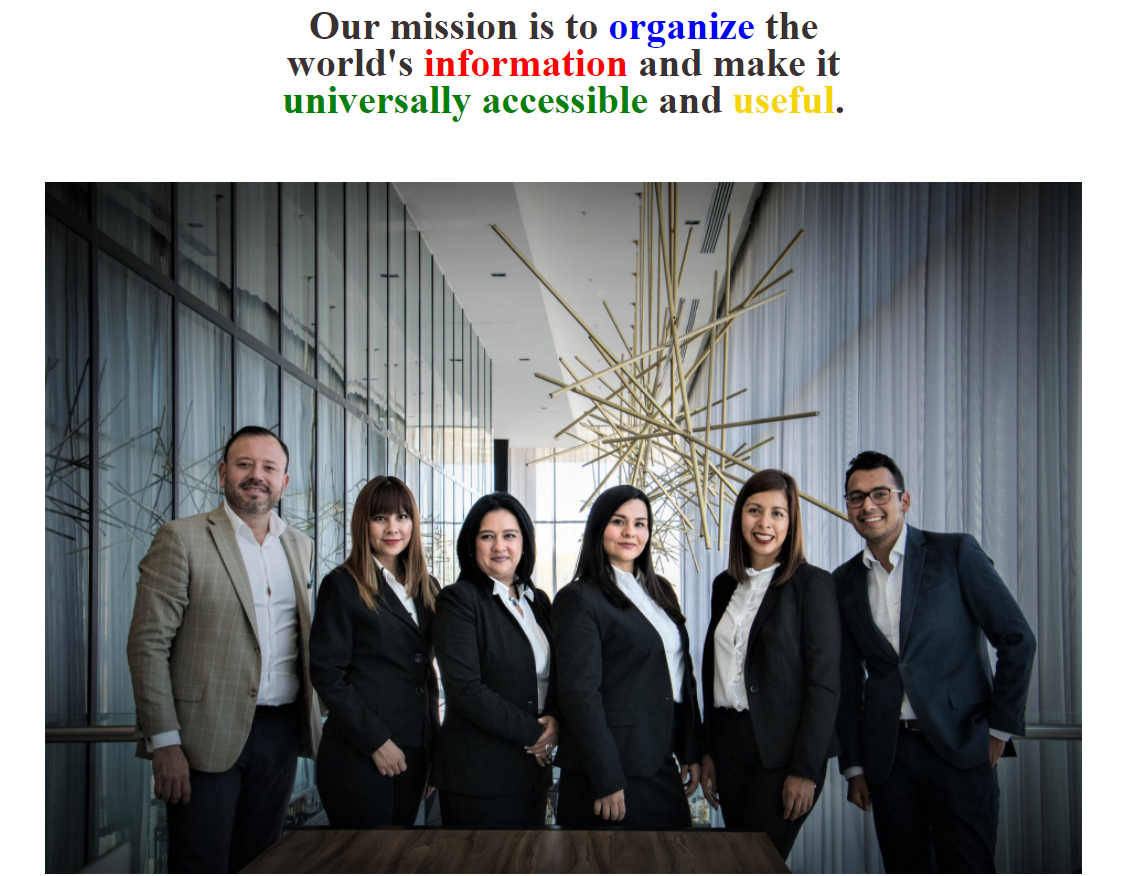 Our mission is to organize the
world's information and make it
universally accessible and useful.